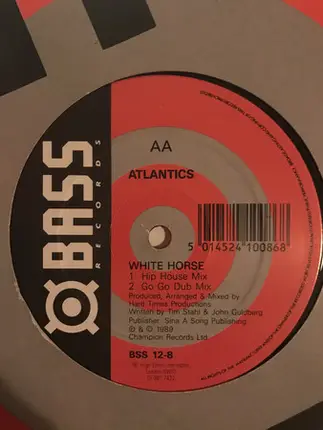 BASS
RECORDS
AA
ATLANTICS
5 014524 100868
WHITE HORSE
1 Hip House Mix
2 Go Go Dub Mix
Produced, Arranged & Mixed by
Hard Times Productions
Written by Tim Stahl & John Guldberg
Publisher: Sing A Song Publishing
℗ & © 1989
Champion Records Ltd.
BSS 12-8